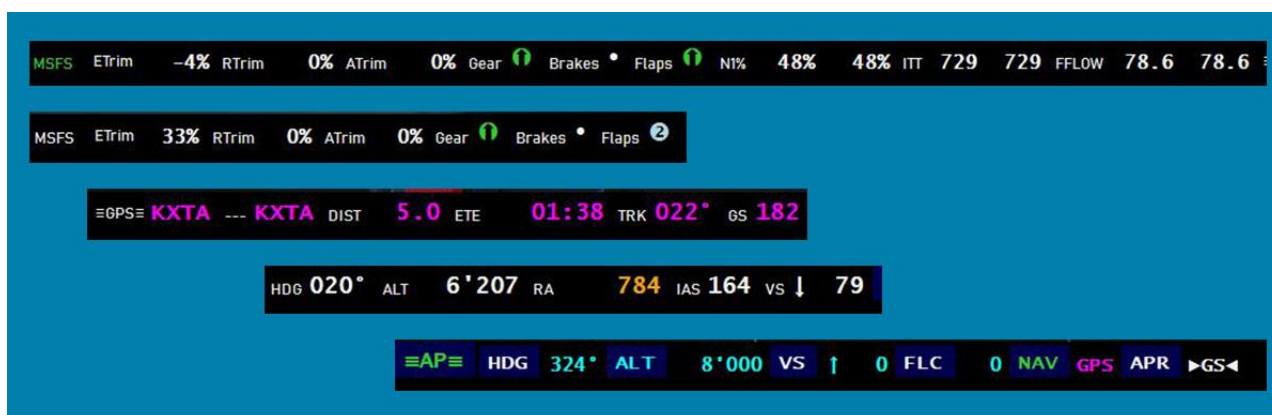 MSFS ETrim -4% RTrim 0% ATrim 0% Gear Brakes • Flaps N1% 48% 48% ITT 729 729 FFLOW 78.6 78.6
MSFS ETrim 33% RTrim 0% ATrim 0% Gear Brakes • Flaps 2
≡GPS≡ KXTA --- KXTA DIST 5.0 ETE 01:38 TRK 022° GS 182
HDG 020° ALT 6'207 RA 784 IAS 164 VS ↓ 79
≡AP≡ HDG 324° ALT 8'000 VS ↑ 0 FLC 0 NAV GPS APR ▶GS◀